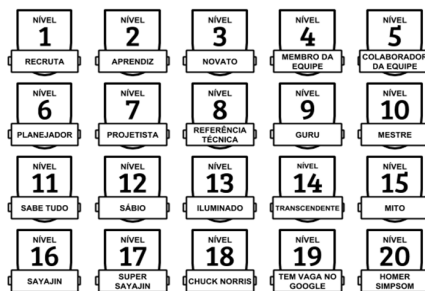 NÍVEL
1
RECRUTA
NÍVEL
2
APRENDIZ
NÍVEL
3
NOVATO
NÍVEL
4
MEMBRO DA
EQUIPE
NÍVEL
5
COLABORADOR
DA EQUIPE
NÍVEL
6
PLANEJADOR
NÍVEL
7
PROJETISTA
NÍVEL
8
REFERÊNCIA
TÉCNICA
NÍVEL
9
GURU
NÍVEL
10
MESTRE
NÍVEL
11
SABE TUDO
NÍVEL
12
SÁBIO
NÍVEL
13
ILUMINADO
NÍVEL
14
TRANSCENDENTE
NÍVEL
15
MITO
NÍVEL
16
SAYAJIN
NÍVEL
17
SUPER
SAYAJIN
NÍVEL
18
CHUCK NORRIS
NÍVEL
19
TEM VAGA NO
GOOGLE
NÍVEL
20
HOMER
SIMPSOM